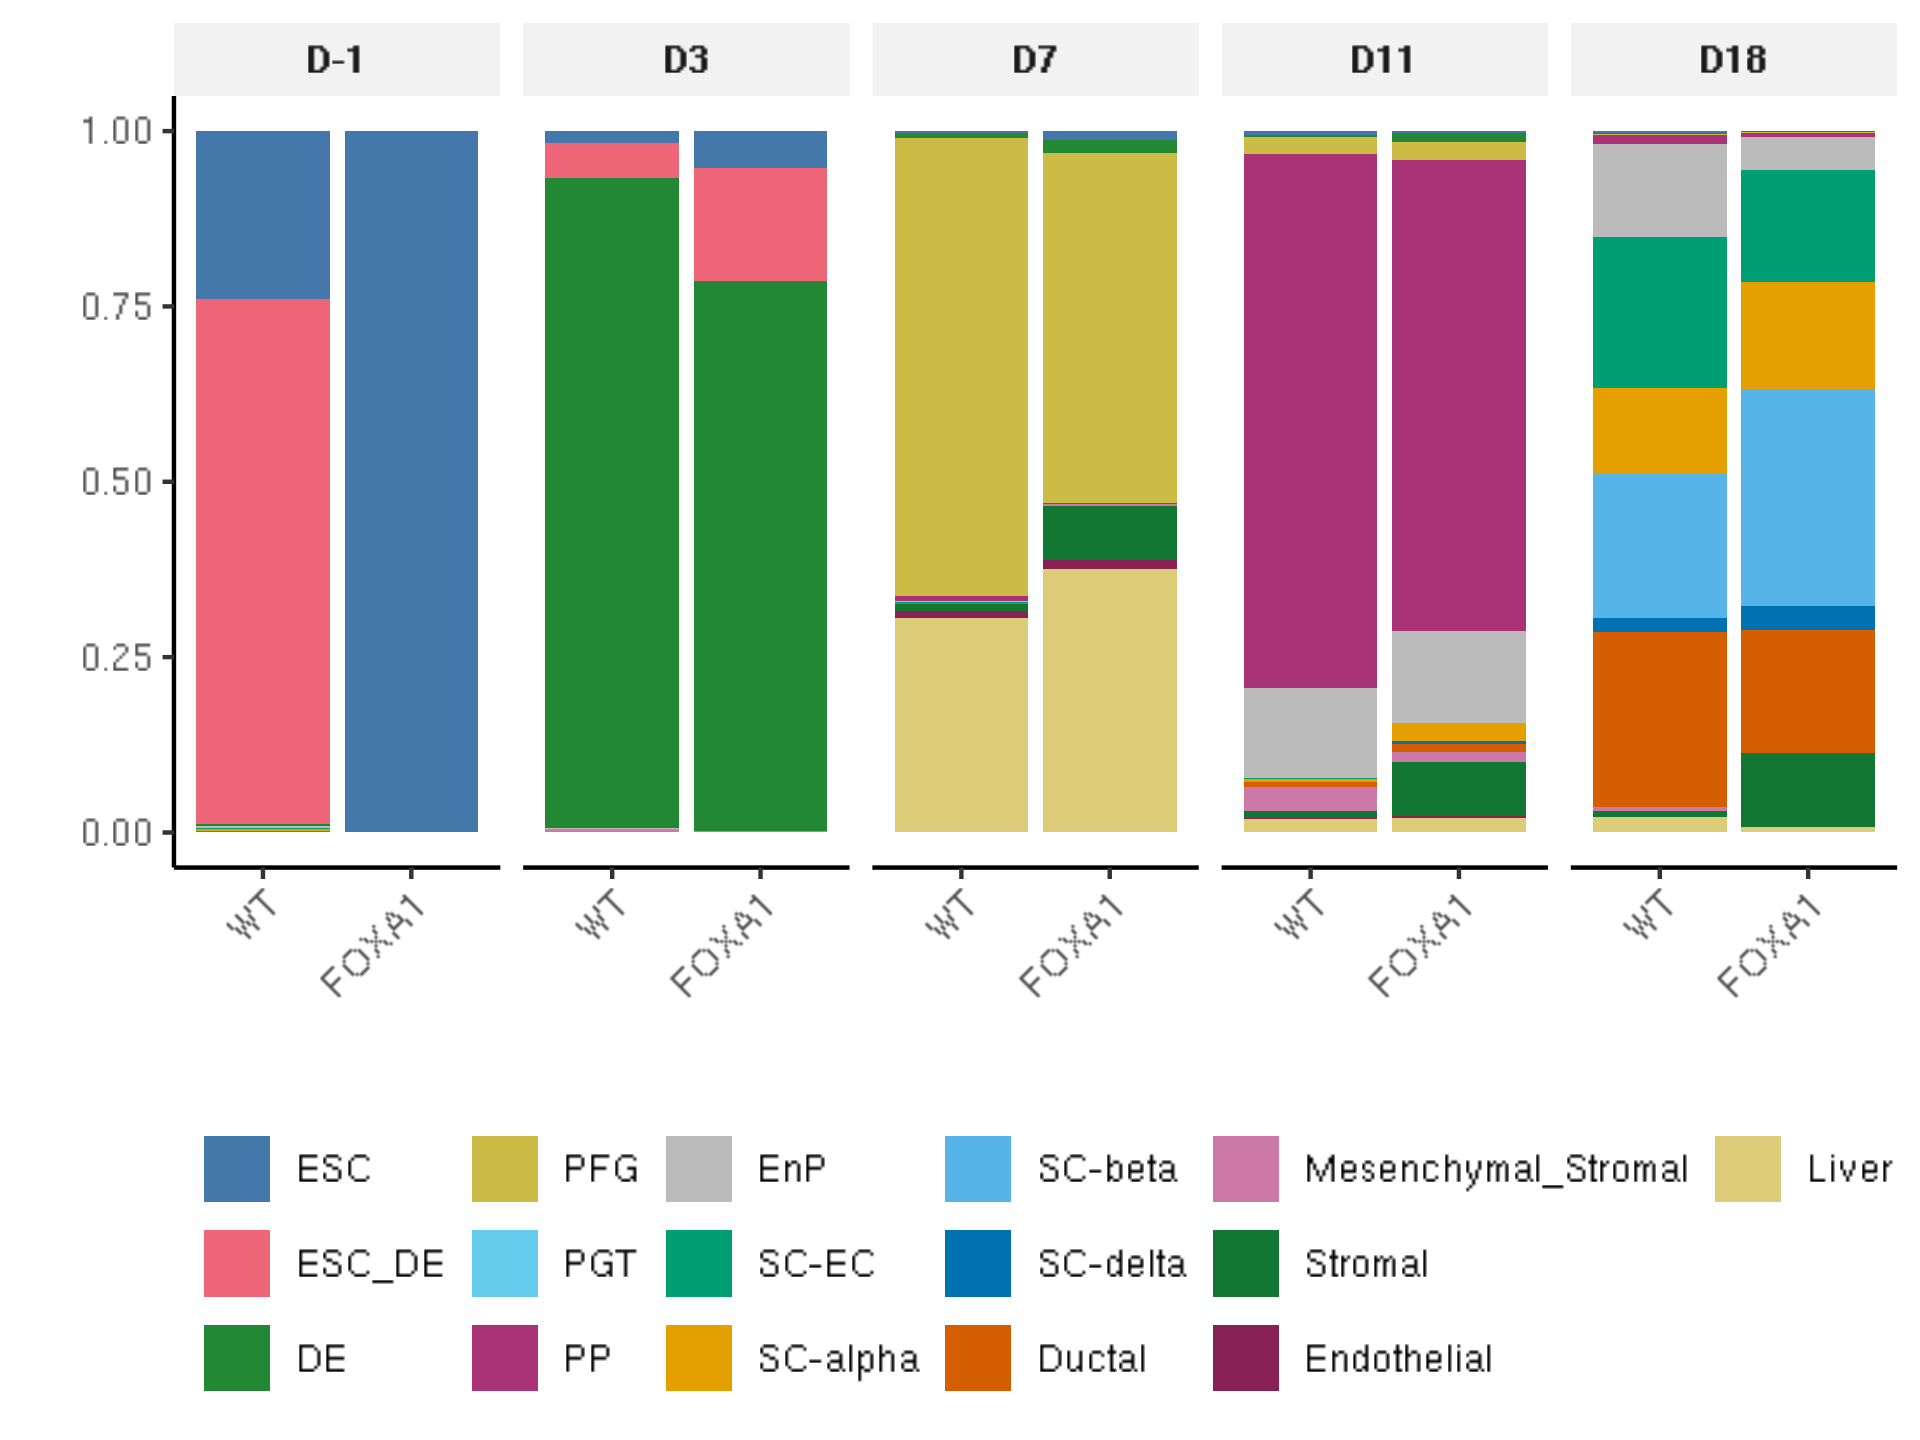 D-1 D3 D7 D11 D18
1.00
0.75
0.50
0.25
0.00
WT FOXA1 WT FOXA1 WT FOXA1 WT FOXA1 WT FOXA1
ESC PFG EnP SC-beta Mesenchymal_Stromal Liver
ESC_DE PGT SC-EC SC-delta Stromal
DE PP SC-alpha Ductal Endothelial